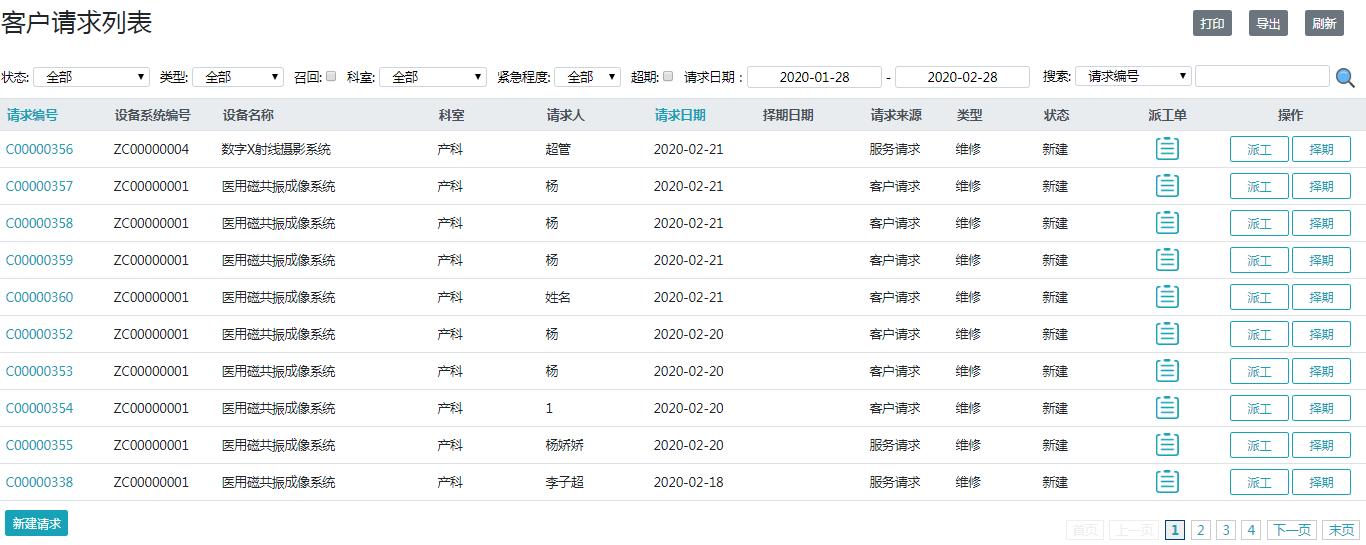 客户请求列表 打印 导出 刷新
状态: 全部 类型: 全部 召回: 科室: 全部 紧急程度: 全部 超期: 请求日期： 2020-01-28 - 2020-02-28 搜索: 请求编号
请求编号 设备系统编号 设备名称 科室 请求人 请求日期 择期日期 请求来源 类型 状态 派工单 操作
C00000356 ZC00000004 数字X射线摄影系统 产科 超管 2020-02-21 服务请求 维修 新建 派工 择期
C00000357 ZC00000001 医用磁共振成像系统 产科 杨 2020-02-21 客户请求 维修 新建 派工 择期
C00000358 ZC00000001 医用磁共振成像系统 产科 杨 2020-02-21 客户请求 维修 新建 派工 择期
C00000359 ZC00000001 医用磁共振成像系统 产科 杨 2020-02-21 客户请求 维修 新建 派工 择期
C00000360 ZC00000001 医用磁共振成像系统 产科 姓名 2020-02-21 客户请求 维修 新建 派工 择期
C00000352 ZC00000001 医用磁共振成像系统 产科 杨 2020-02-20 客户请求 维修 新建 派工 择期
C00000353 ZC00000001 医用磁共振成像系统 产科 杨 2020-02-20 客户请求 维修 新建 派工 择期
C00000354 ZC00000001 医用磁共振成像系统 产科 1 2020-02-20 客户请求 维修 新建 派工 择期
C00000355 ZC00000001 医用磁共振成像系统 产科 杨娇娇 2020-02-20 服务请求 维修 新建 派工 择期
C00000338 ZC00000001 医用磁共振成像系统 产科 李子超 2020-02-18 服务请求 维修 新建 派工 择期
新建请求 首页 上一页 1 2 3 4 下一页 末页